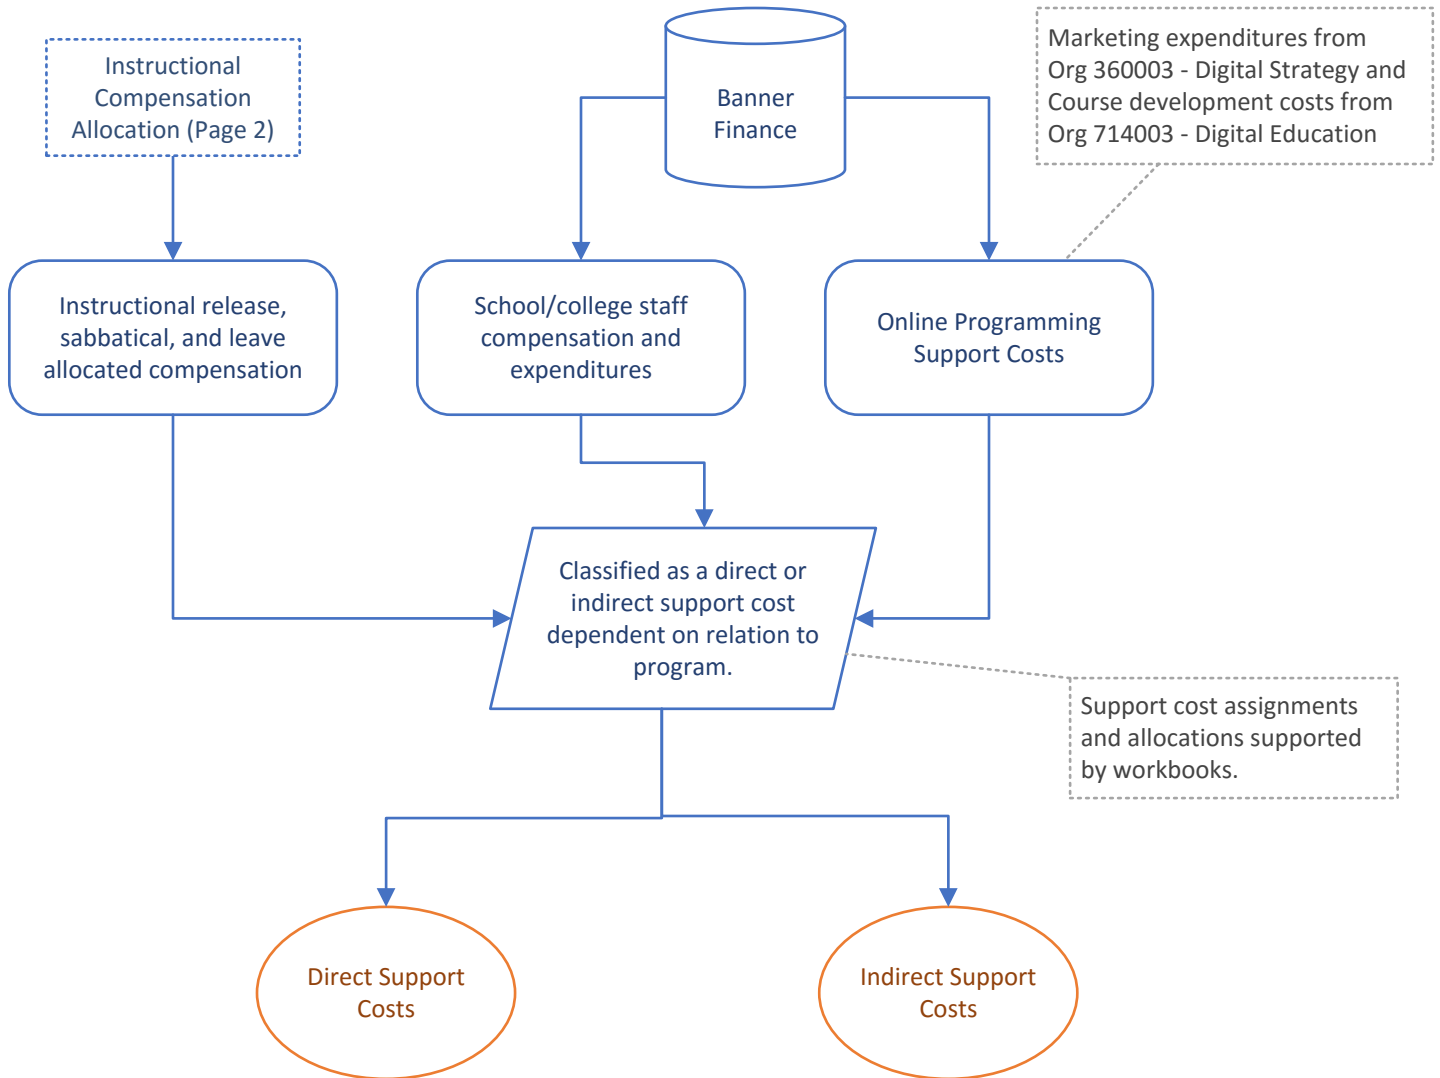 Instructional
Compensation
Allocation (Page 2)
Banner
Finance
Marketing expenditures from
Org 360003 - Digital Strategy and
Course development costs from
Org 714003 - Digital Education
Instructional release,
sabbatical, and leave
allocated compensation
School/college staff
compensation and
expenditures
Online Programming
Support Costs
Classified as a direct or
indirect support cost
dependent on relation to
program.
Support cost assignments
and allocations supported
by workbooks.
Direct Support
Costs
Indirect Support
Costs